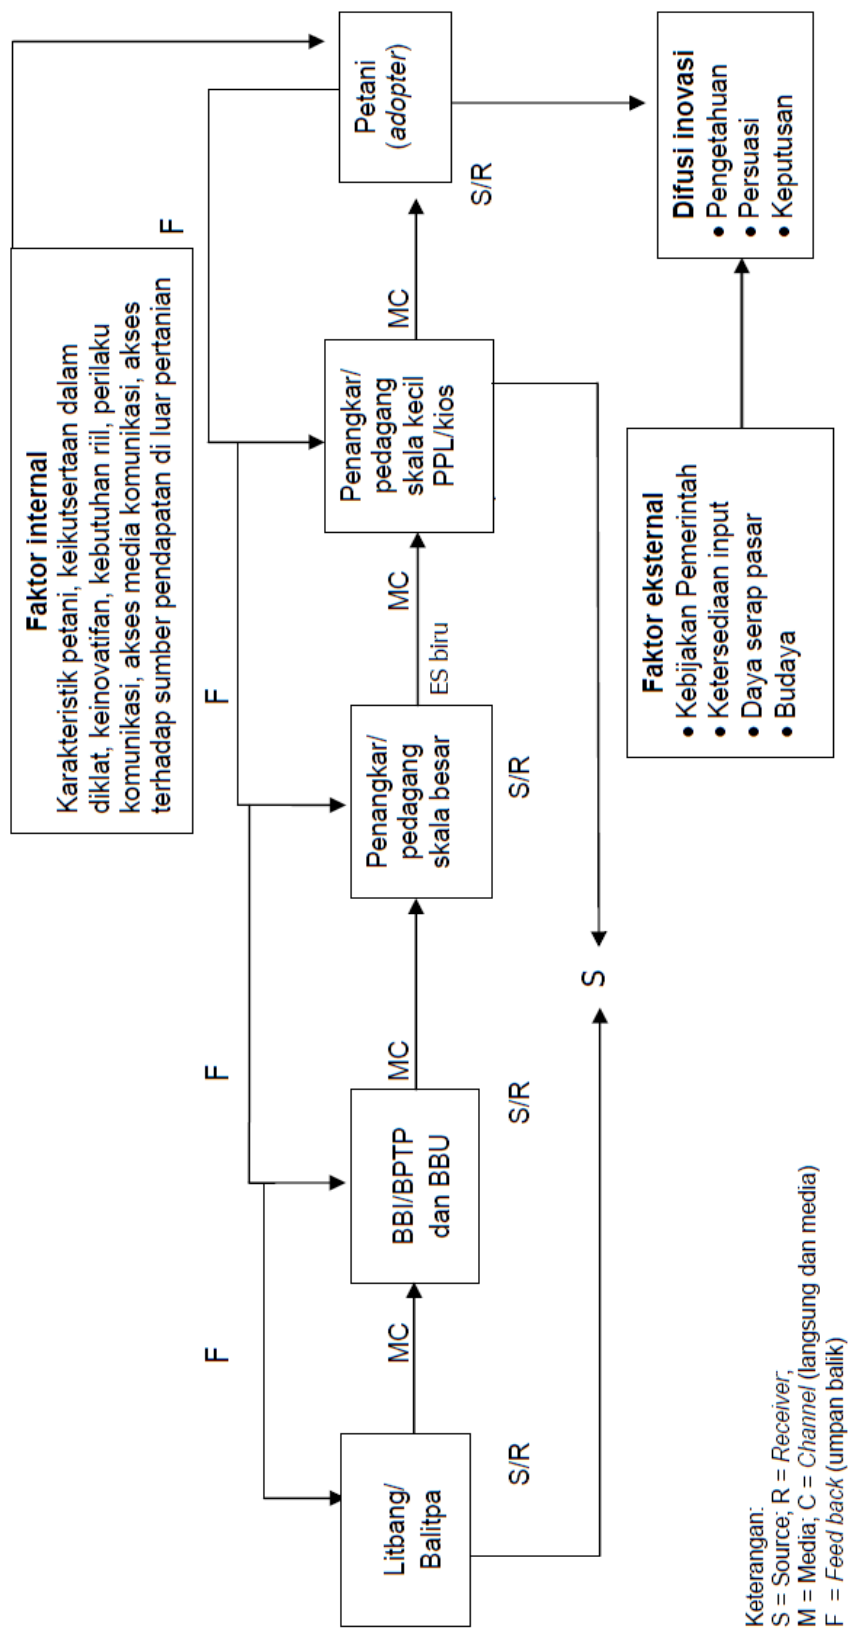 Faktor internal
Karakteristik petani, keikutsertaan dalam
diklat, keinovatifan, kebutuhan riil, perilaku
komunikasi, akses media komunikasi, akses
terhadap sumber pendapatan di luar pertanian
F
F
F
F
Litbang/
Balitpa
S/R
MC
BBI/BPTP
dan BBU
S/R
MC
Penangkar/
pedagang
skala besar
S/R
MC
ES biru
Penangkar/
pedagang
skala kecil
PPL/kios
MC
Petani
(adopter)
S/R
S
Faktor eksternal
• Kebijakan Pemerintah
• Ketersediaan input
• Daya serap pasar
• Budaya
Difusi inovasi
• Pengetahuan
• Persuasi
• Keputusan
Keterangan:
S = Source; R = Receiver;
M = Media; C = Channel (langsung dan media)
F = Feed back (umpan balik)